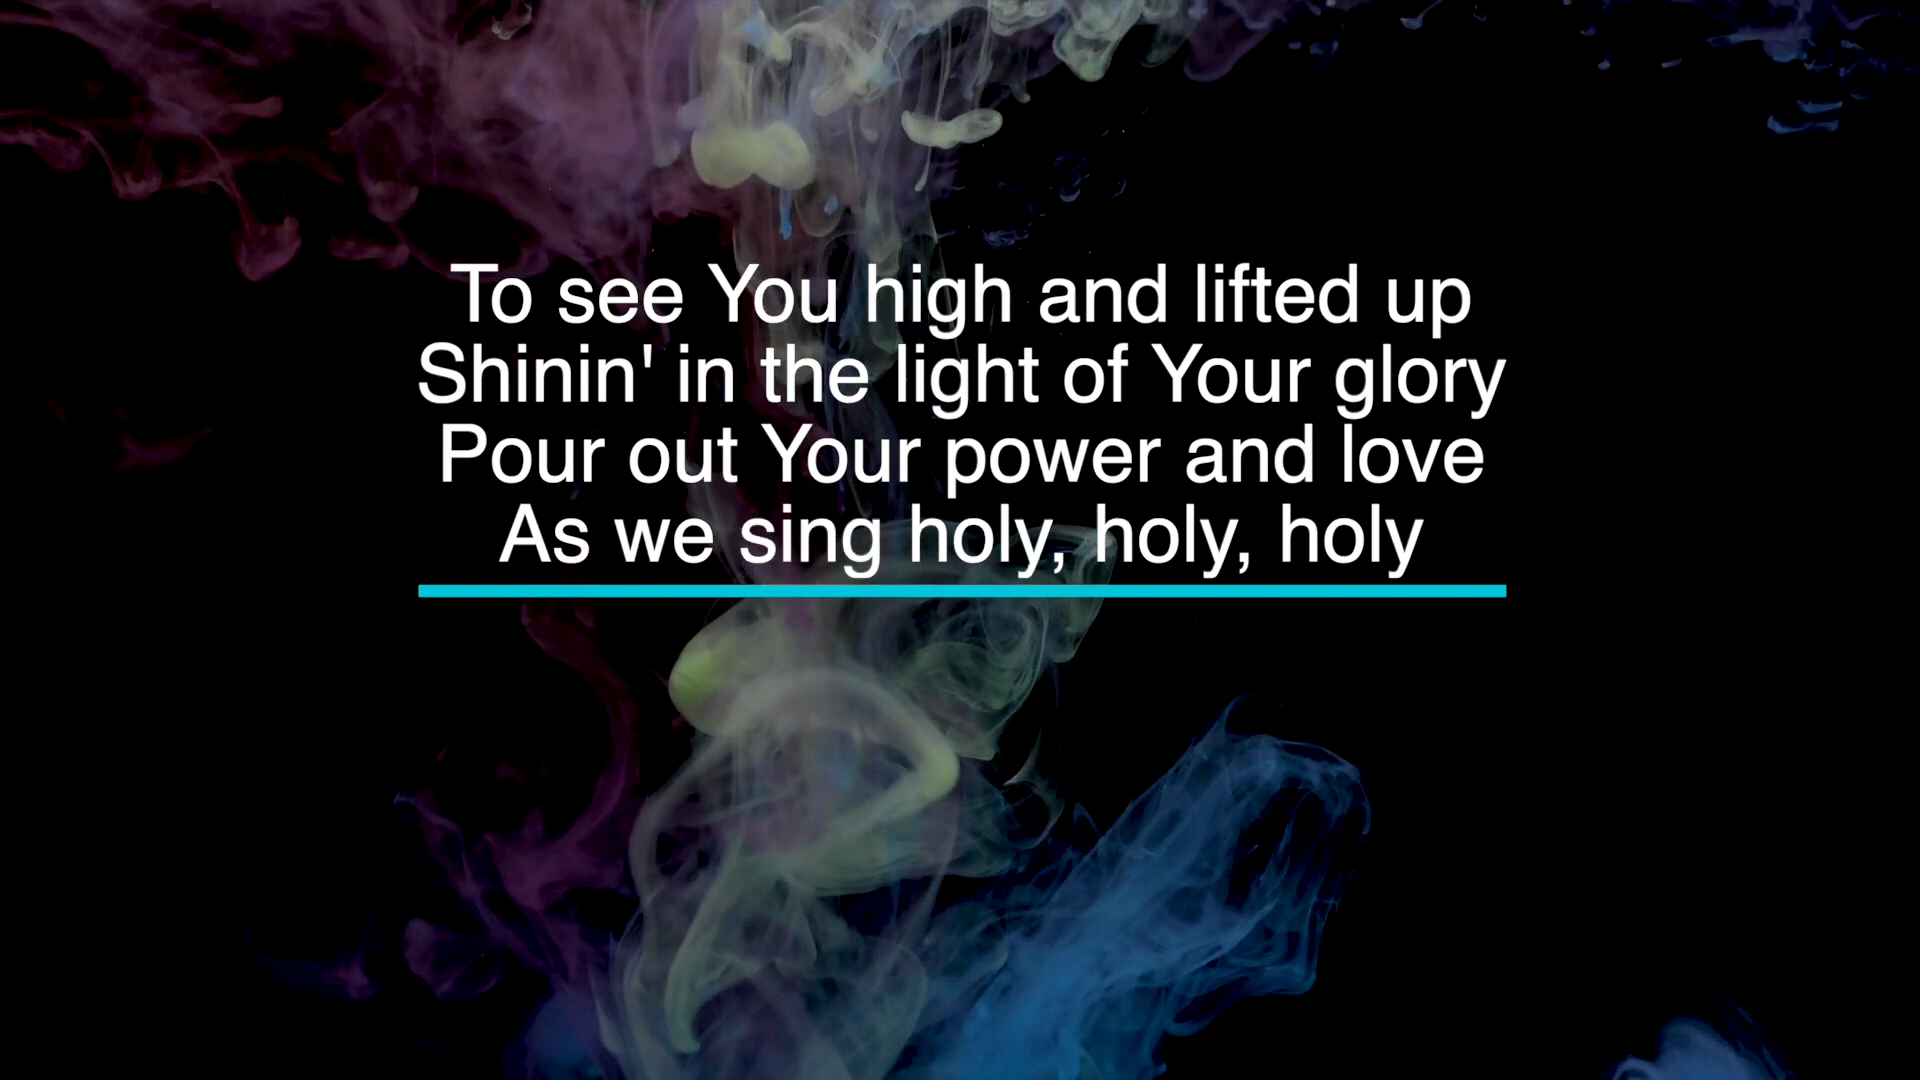 To see You high and lifted up
Shinin' in the light of Your glory
Pour out Your power and love
As we sing holy, holy, holy